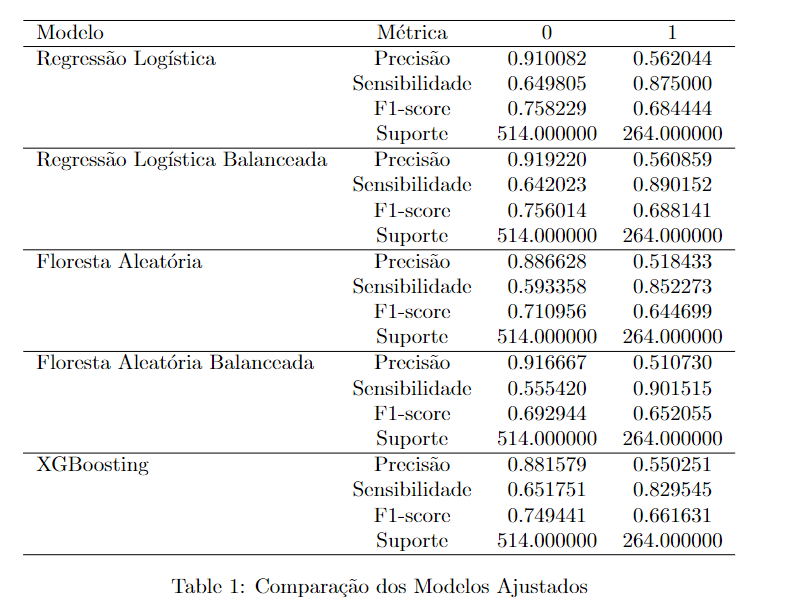 Modelo Métrica 0 1
Regressão Logística Precisão 0.910082 0.562044
Sensibilidade 0.649805 0.875000
F1-score 0.758229 0.684444
Suporte 514.000000 264.000000
Regressão Logística Balanceada Precisão 0.919220 0.560859
Sensibilidade 0.642023 0.890152
F1-score 0.756014 0.688141
Suporte 514.000000 264.000000
Floresta Aleatória Precisão 0.886628 0.518433
Sensibilidade 0.593358 0.852273
F1-score 0.710956 0.644699
Suporte 514.000000 264.000000
Floresta Aleatória Balanceada Precisão 0.916667 0.510730
Sensibilidade 0.555420 0.901515
F1-score 0.692944 0.652055
Suporte 514.000000 264.000000
XGBoosting Precisão 0.881579 0.550251
Sensibilidade 0.651751 0.829545
F1-score 0.749441 0.661631
Suporte 514.000000 264.000000
Table 1: Comparação dos Modelos Ajustados